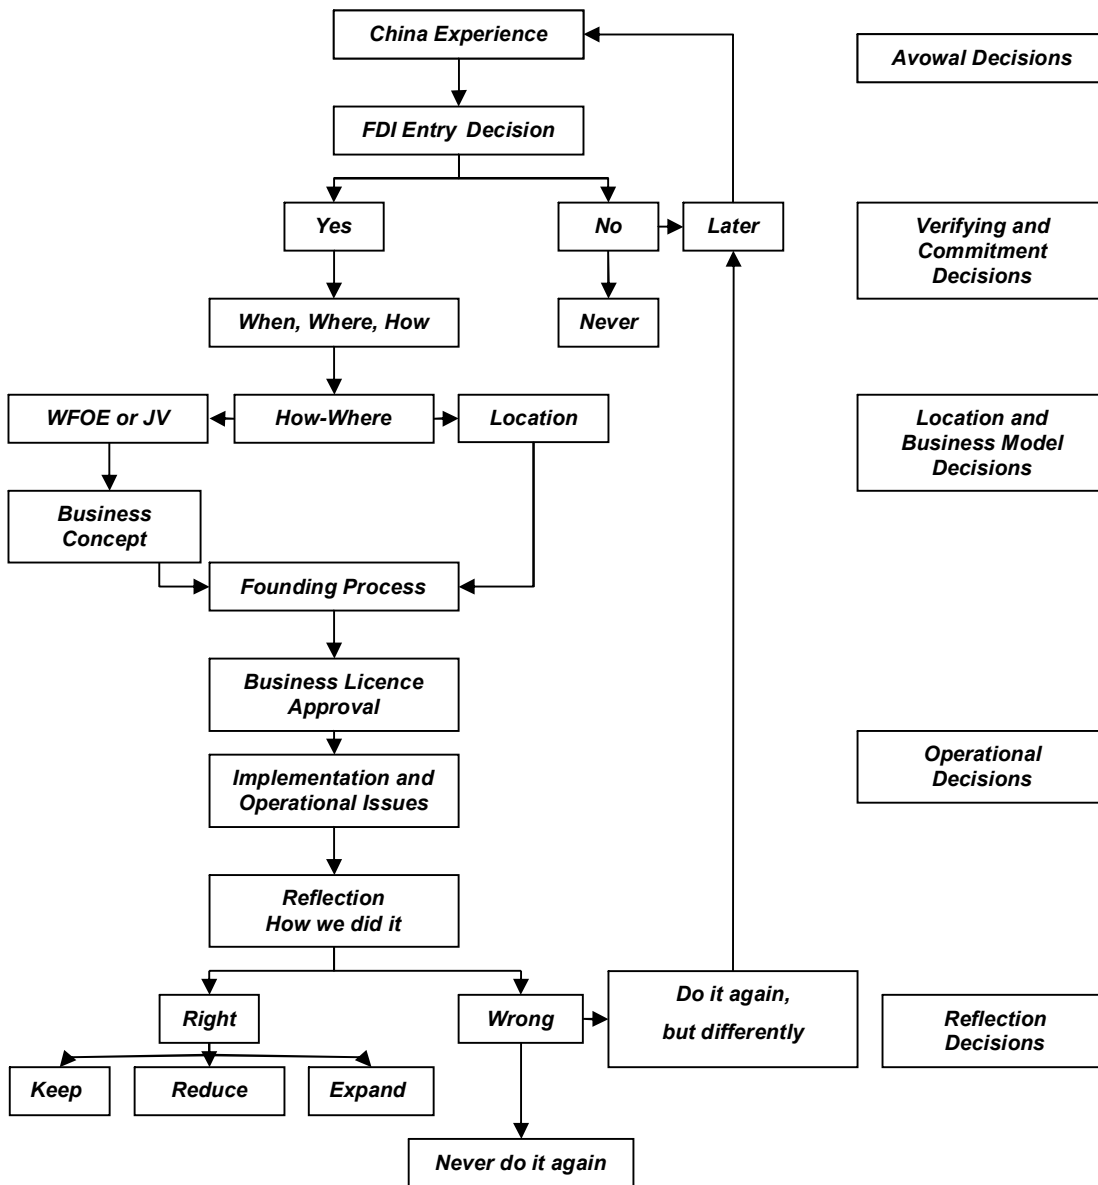 China Experience
Avowal Decisions
FDI Entry Decision
Yes
No
Later
Verifying and
Commitment
Decisions
When, Where, How
Never
WFOE or JV
How-Where
Location
Location and
Business Model
Decisions
Business
Concept
Founding Process
Business Licence
Approval
Implementation and
Operational Issues
Operational
Decisions
Reflection
How we did it
Right
Wrong
Do it again,
but differently
Reflection
Decisions
Keep
Reduce
Expand
Never do it again